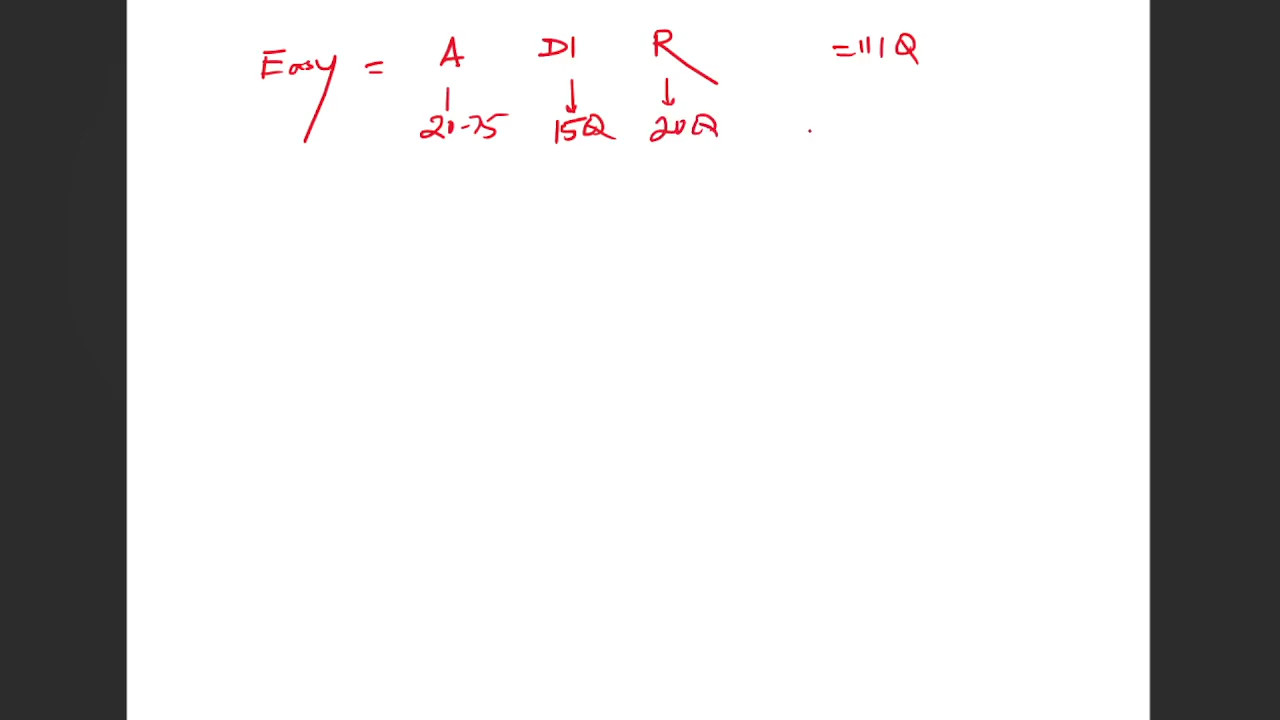 Easy = A DI R = 111Q
20-25 15Q 20Q